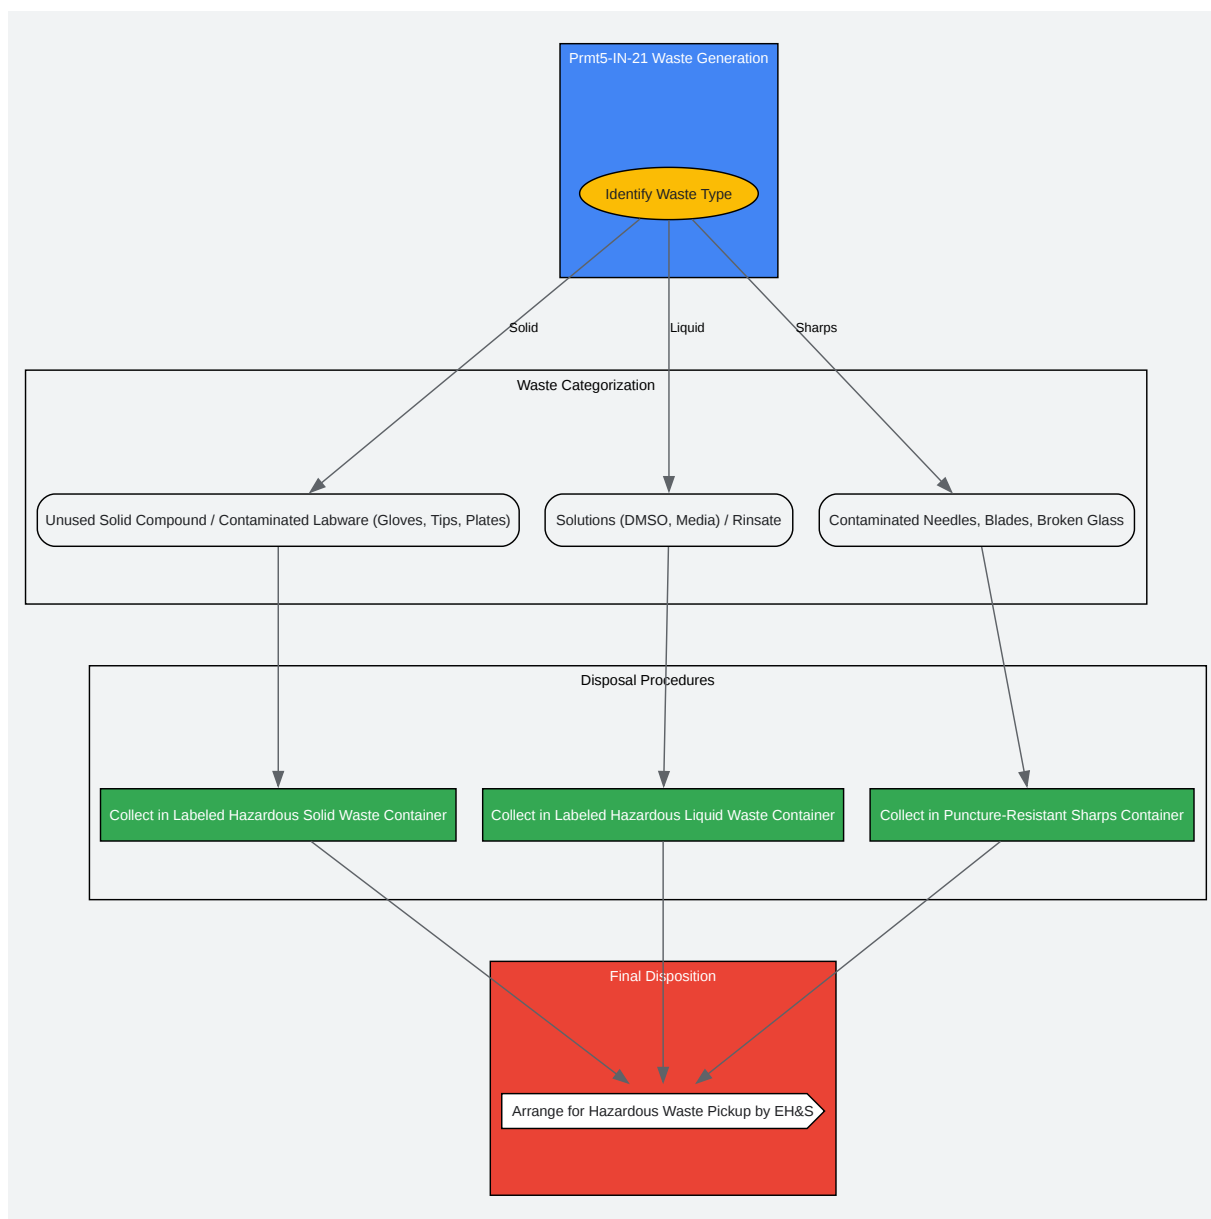 Prmt5-IN-21 Waste Generation
Identify Waste Type
Solid
Liquid
Sharps
Waste Categorization
Unused Solid Compound / Contaminated Labware (Gloves, Tips, Plates)
Solutions (DMSO, Media) / Rinsate
Contaminated Needles, Blades, Broken Glass
Disposal Procedures
Collect in Labeled Hazardous Solid Waste Container
Collect in Labeled Hazardous Liquid Waste Container
Collect in Puncture-Resistant Sharps Container
Final Disposition
Arrange for Hazardous Waste Pickup by EH&S